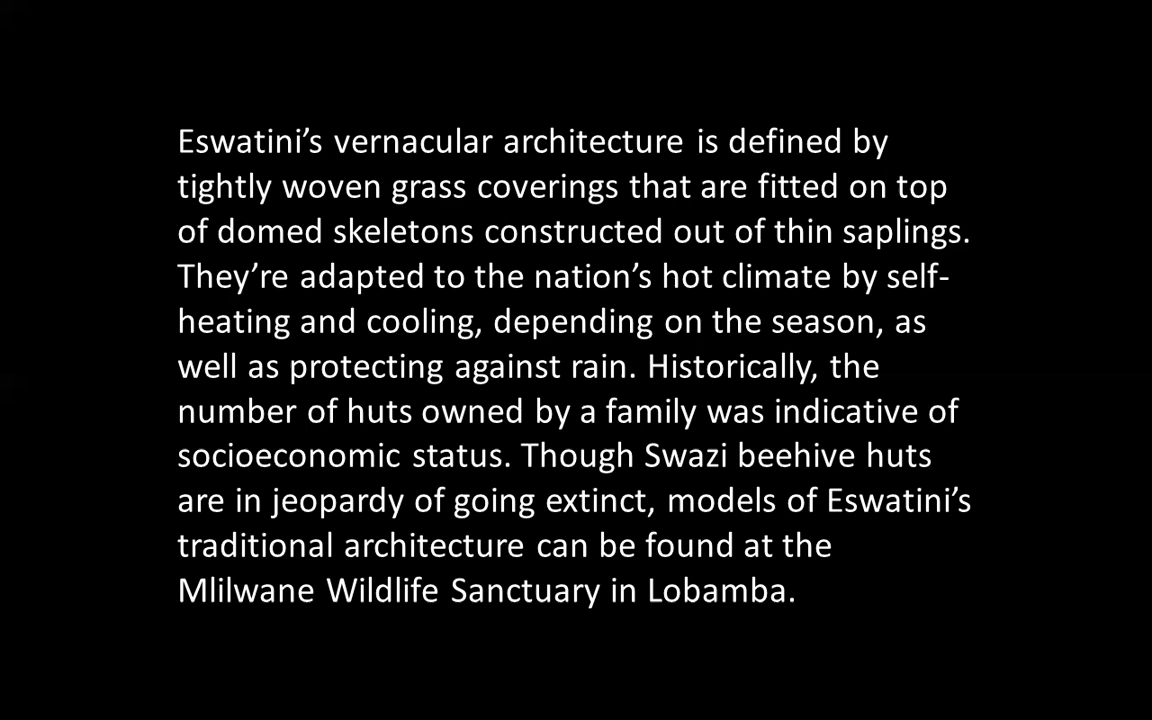 Eswatini’s vernacular architecture is defined by
tightly woven grass coverings that are fitted on top
of domed skeletons constructed out of thin saplings.
They’re adapted to the nation’s hot climate by self-
heating and cooling, depending on the season, as
well as protecting against rain. Historically, the
number of huts owned by a family was indicative of
socioeconomic status. Though Swazi beehive huts
are in jeopardy of going extinct, models of Eswatini’s
traditional architecture can be found at the
Mlilwane Wildlife Sanctuary in Lobamba.